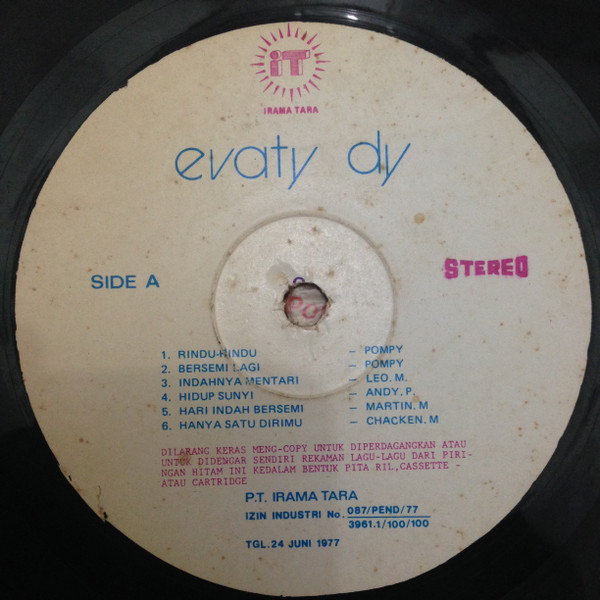 iT
IRAMA TARA
evaty dy
SIDE A
STEREO
1. RINDU-RINDU – POMPY
2. BERSEMI LAGI – POMPY
3. INDAHNYA MENTARI – LEO. M.
4. HIDUP SUNYI – ANDY. P.
5. HARI INDAH BERSEMI – MARTIN. M
6. HANYA SATU DIRIMU – CHACKEN. M
DILARANG KERAS MENG-COPY UNTUK DIPERDAGANGKAN ATAU
UNTUK DIDENGAR SENDIRI REKAMAN LAGU-LAGU DARI PIRI-
NGAN HITAM INI KEDALAM BENTUK PITA RIL,CASSETTE -
ATAU CARTRIDGE
P.T. IRAMA TARA
IZIN INDUSTRI No. 087/PEND/77
3961.1/100/100
TGL.24 JUNI 1977